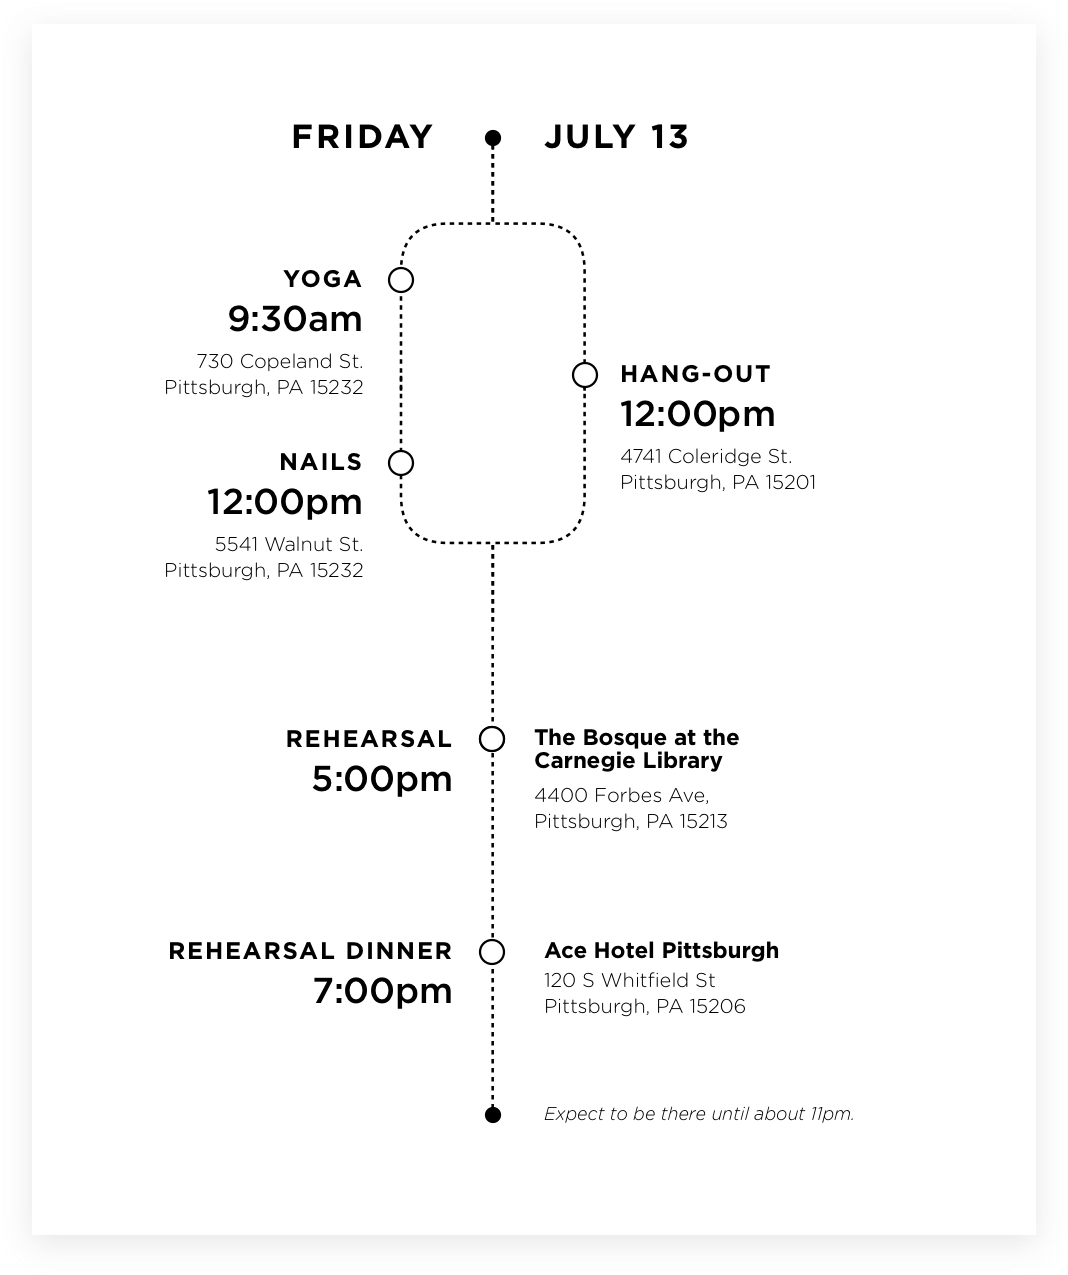 FRIDAY JULY 13
YOGA
9:30am
730 Copeland St.
Pittsburgh, PA 15232
HANG-OUT
12:00pm
4741 Coleridge St.
Pittsburgh, PA 15201
NAILS
12:00pm
5541 Walnut St.
Pittsburgh, PA 15232
REHEARSAL
5:00pm
The Bosque at the
Carnegie Library
4400 Forbes Ave,
Pittsburgh, PA 15213
REHEARSAL DINNER
7:00pm
Ace Hotel Pittsburgh
120 S Whitfield St
Pittsburgh, PA 15206
Expect to be there until about 11pm.